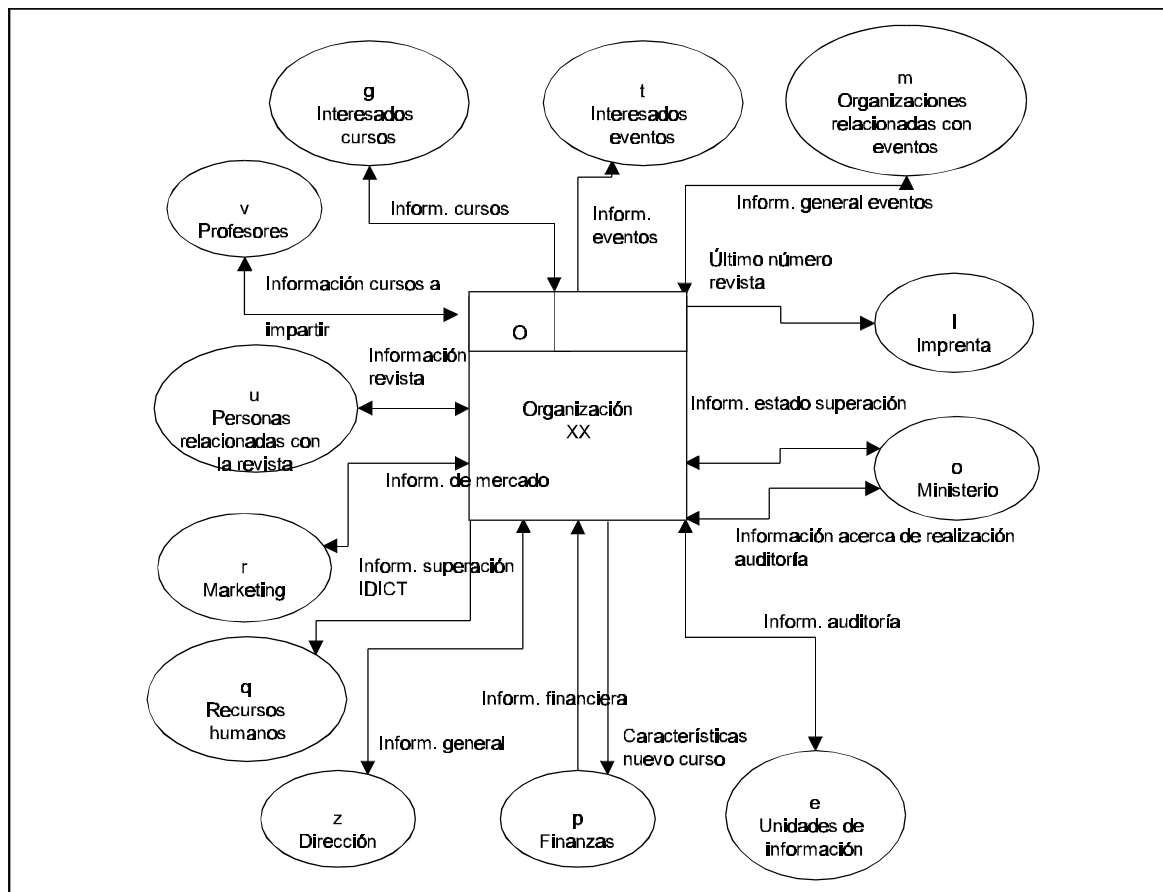 g
Interesados
cursos
t
Interesados
eventos
m
Organizaciones
relacionadas con
eventos
v
Profesores
Inform. cursos
Inform.
eventos
Inform. general eventos
Información cursos a
impartir
Último número
revista
l
Imprenta
O
Organización
XX
Información
revista
u
Personas
relacionadas con
la revista
Inform. estado superación
o
Ministerio
Inform. de mercado
r
Marketing
Información acerca de realización
auditoría
Inform. superación
IDICT
Inform. auditoría
q
Recursos
humanos
Inform. general
Inform. financiera
Características
nuevo curso
z
Dirección
p
Finanzas
e
Unidades de
información